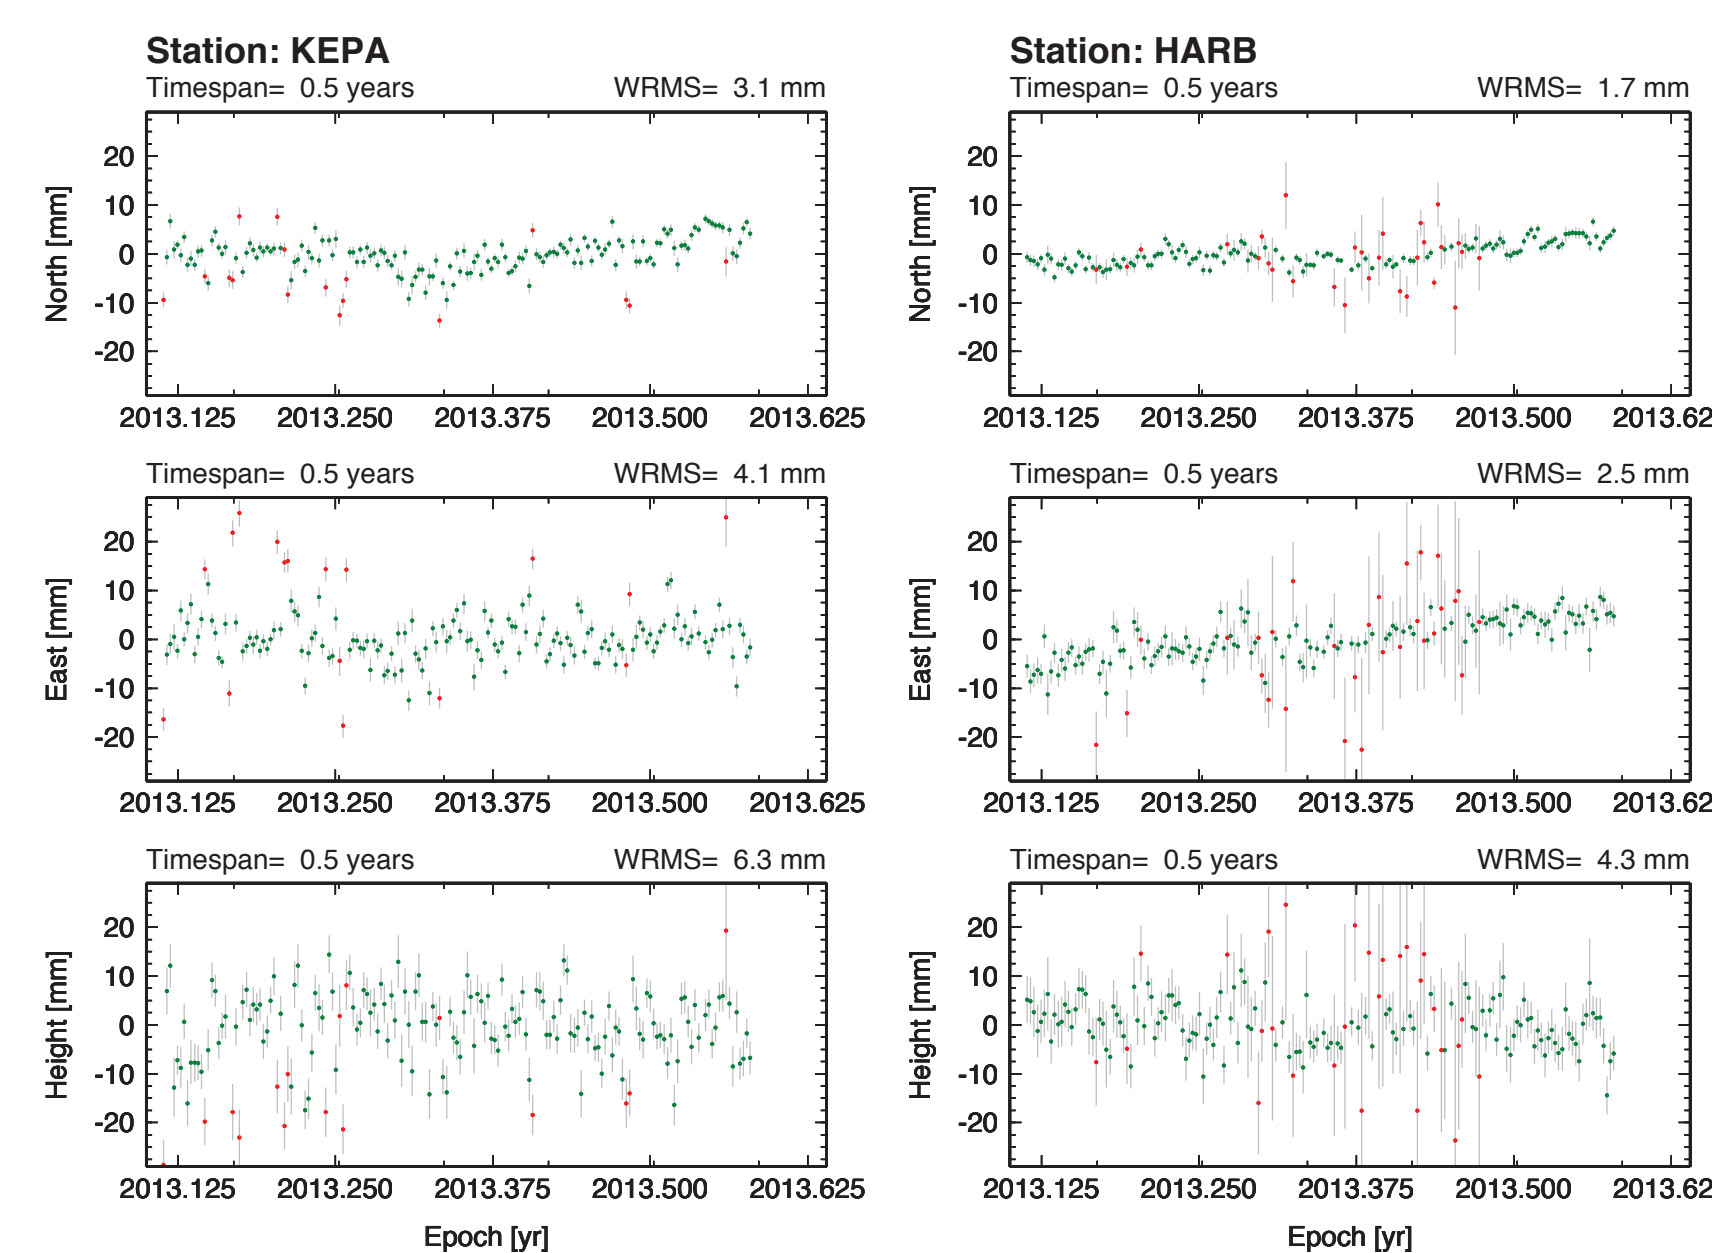 Station: KEPA
Timespan= 0.5 years WRMS= 3.1 mm
North [mm]
20
10
0
-10
-20
2013.125 2013.250 2013.375 2013.500 2013.625
Timespan= 0.5 years WRMS= 4.1 mm
East [mm]
20
10
0
-10
-20
2013.125 2013.250 2013.375 2013.500 2013.625
Timespan= 0.5 years WRMS= 6.3 mm
Height [mm]
20
10
0
-10
-20
2013.125 2013.250 2013.375 2013.500 2013.625
Epoch [yr]
Station: HARB
Timespan= 0.5 years WRMS= 1.7 mm
North [mm]
20
10
0
-10
-20
2013.125 2013.250 2013.375 2013.500 2013.62
Timespan= 0.5 years WRMS= 2.5 mm
East [mm]
20
10
0
-10
-20
2013.125 2013.250 2013.375 2013.500 2013.62
Timespan= 0.5 years WRMS= 4.3 mm
Height [mm]
20
10
0
-10
-20
2013.125 2013.250 2013.375 2013.500 2013.62
Epoch [yr]